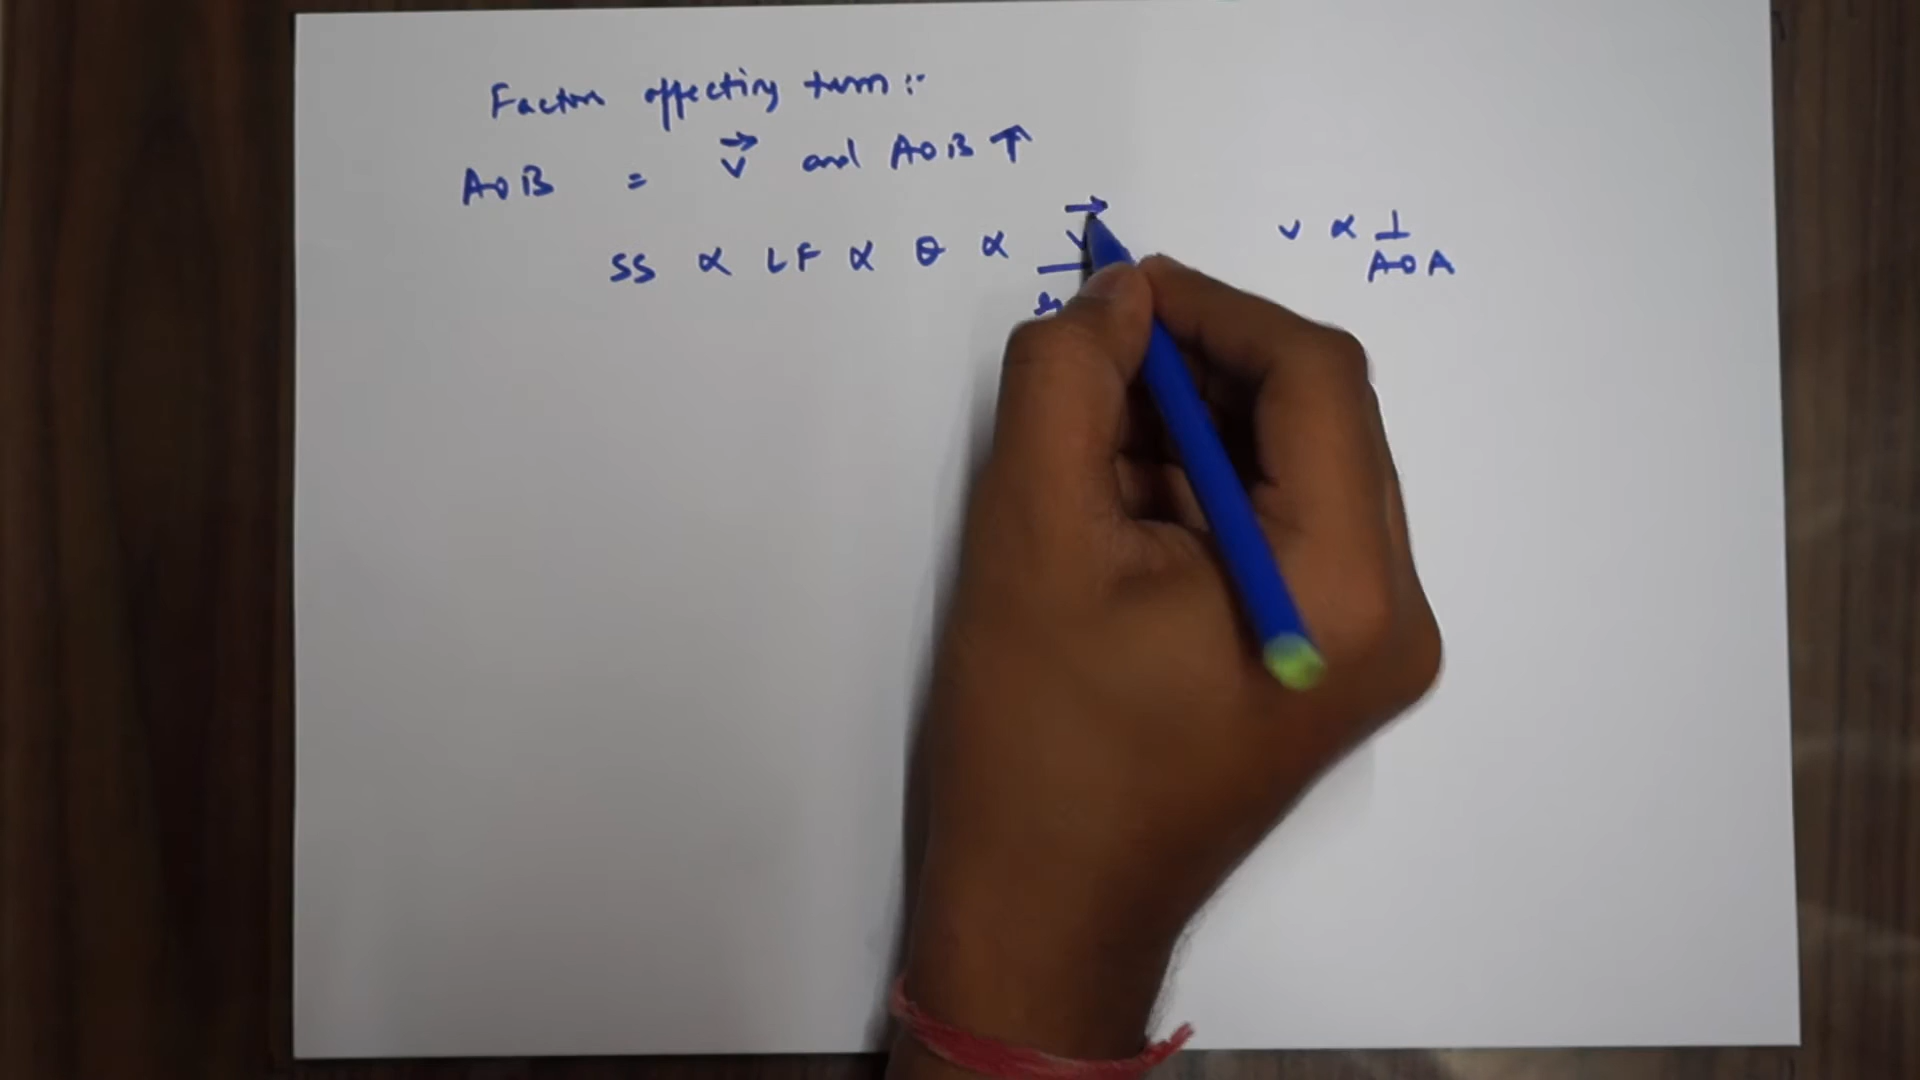 Factors affecting turn :-
AOB = v→ and AOB ↑
SS ∝ LF ∝ θ ∝ v→ v ∝ 1 / AOA